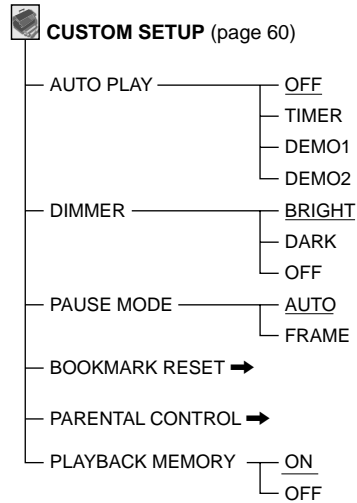 CUSTOM SETUP (page 60)
AUTO PLAY OFF
TIMER
DEMO1
DEMO2
DIMMER BRIGHT
DARK
OFF
PAUSE MODE AUTO
FRAME
BOOKMARK RESET ➡
PARENTAL CONTROL ➡
PLAYBACK MEMORY ON
OFF